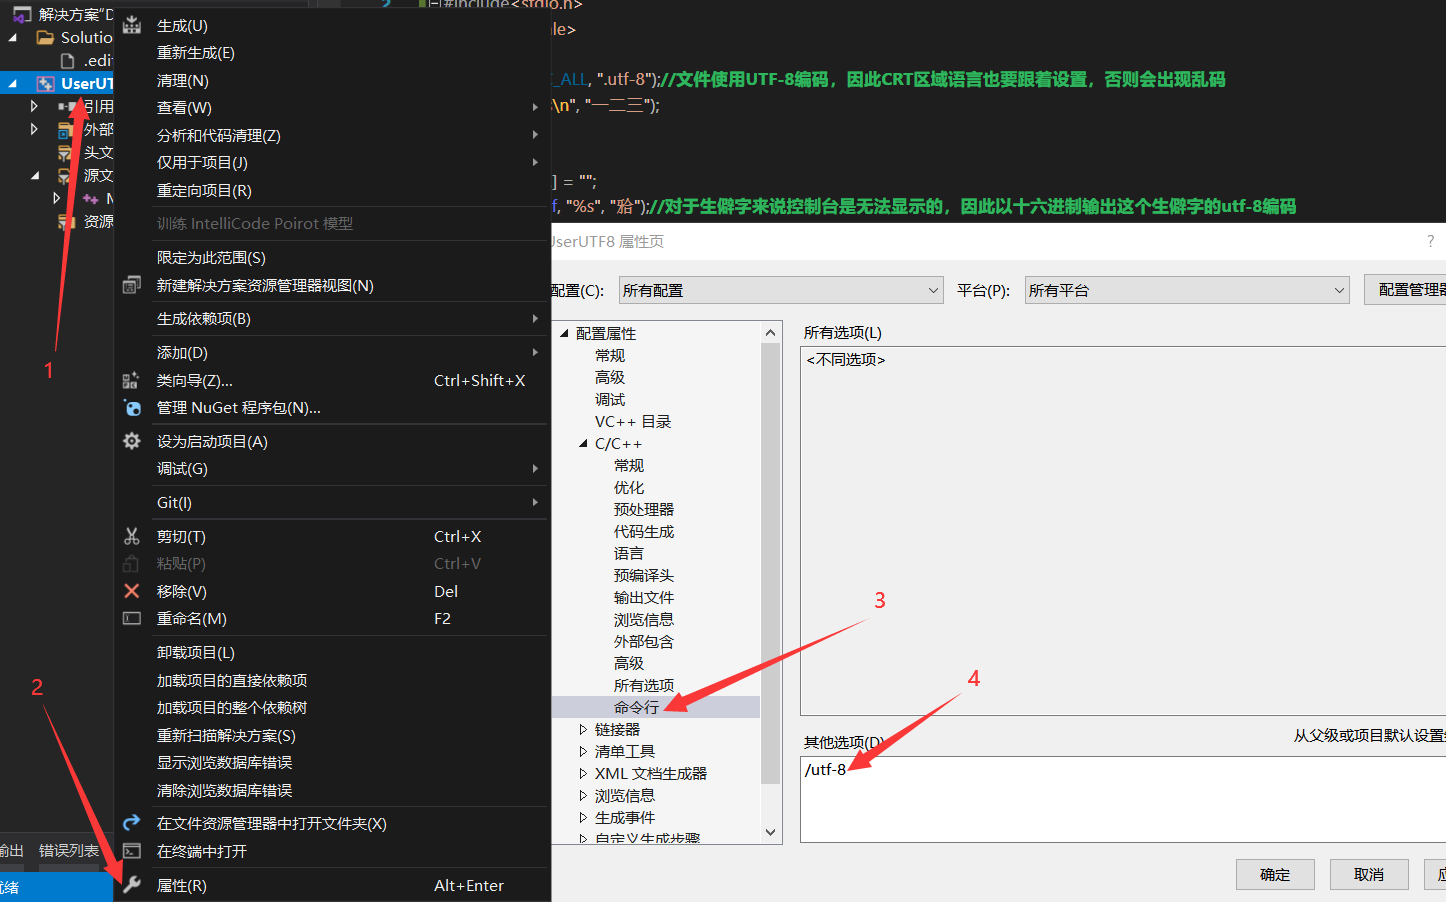 解决方案“D
Solutio
.edi
UserUT
引用
外部
头文
源文
资源
输出 错误列表
就绪
1
2
生成(U)
重新生成(E)
清理(N)
查看(W)
分析和代码清理(Z)
仅用于项目(J)
重定向项目(R)
训练 IntelliCode Poirot 模型
限定为此范围(S)
新建解决方案资源管理器视图(N)
生成依赖项(B)
添加(D)
类向导(Z)... Ctrl+Shift+X
管理 NuGet 程序包(N)...
设为启动项目(A)
调试(G)
Git(I)
剪切(T) Ctrl+X
粘贴(P) Ctrl+V
移除(V) Del
重命名(M) F2
卸载项目(L)
加载项目的直接依赖项
加载项目的整个依赖树
重新扫描解决方案(S)
显示浏览数据库错误
清除浏览数据库错误
在文件资源管理器中打开文件夹(X)
在终端中打开
属性(R) Alt+Enter
2 #include<stdio.h>
le>
_ALL, ".utf-8");//文件使用UTF-8编码，因此CRT区域语言也要跟着设置，否则会出现乱码
\n", "一二三");
] = "";
f, "%s", "㱚");//对于生僻字来说控制台是无法显示的，因此以十六进制输出这个生僻字的utf-8编码
UserUTF8 属性页 ?
配置(C): 所有配置 平台(P): 所有平台 配置管理器
配置属性
常规
高级
调试
VC++ 目录
C/C++
常规
优化
预处理器
代码生成
语言
预编译头
输出文件
浏览信息
外部包含
高级
所有选项
命令行
链接器
清单工具
XML 文档生成器
浏览信息
生成事件
自定义生成步骤
所有选项(L)
<不同选项>
3
4
其他选项(D) 从父级或项目默认设置
/utf-8
确定 取消 应